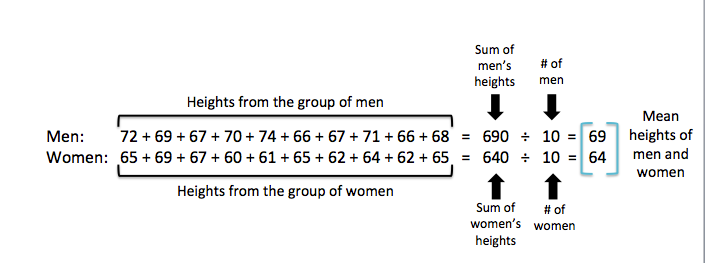 Sum of
men's
heights
# of
men
Heights from the group of men
Men: 72 + 69 + 67 + 70 + 74 + 66 + 67 + 71 + 66 + 68 = 690 ÷ 10 = 69
Women: 65 + 69 + 67 + 60 + 61 + 65 + 62 + 64 + 62 + 65 = 640 ÷ 10 = 64
Mean
heights of
men and
women
Heights from the group of women
Sum of
women's
heights
# of
women